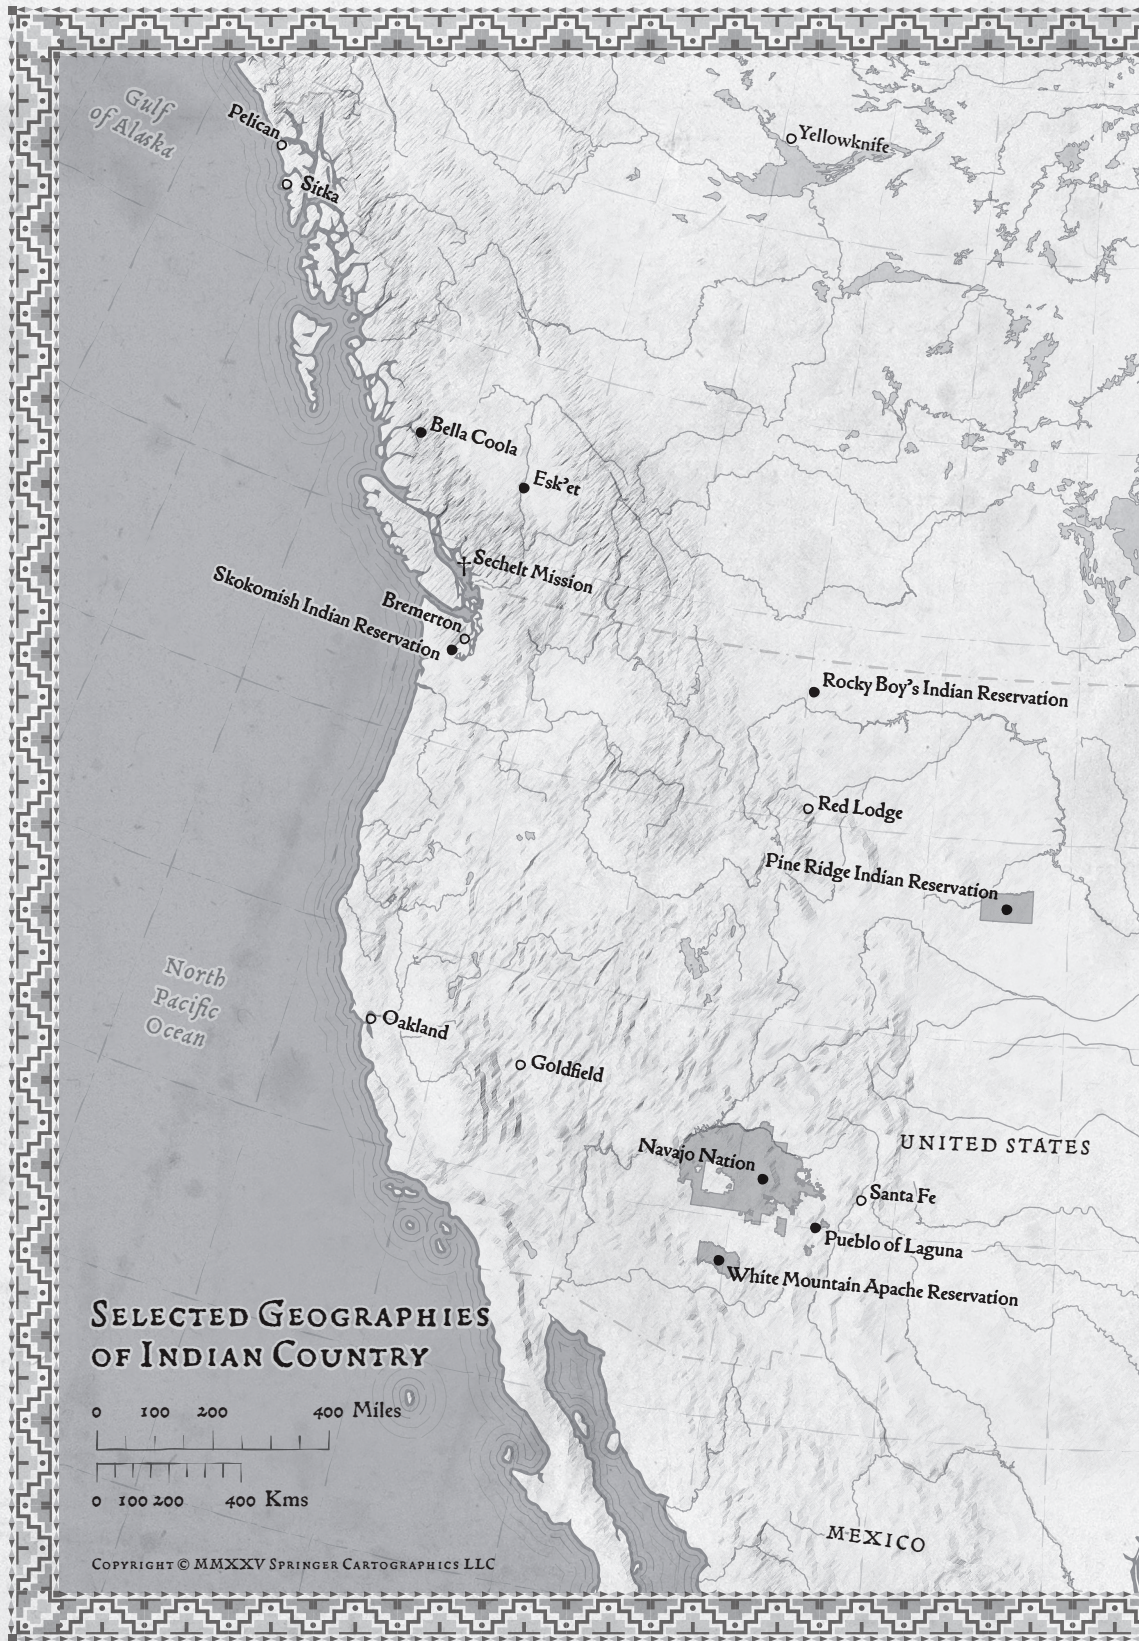 Gulf
of Alaska
Pelican
Sitka
Yellowknife
Bella Coola
Esk’et
Sechelt Mission
Skokomish Indian Reservation
Bremerton
Rocky Boy’s Indian Reservation
Red Lodge
Pine Ridge Indian Reservation
North
Pacific
Ocean
Oakland
Goldfield
Navajo Nation
UNITED STATES
Santa Fe
Pueblo of Laguna
White Mountain Apache Reservation
Selected Geographies
of Indian Country
0 100 200 400 Miles
0 100 200 400 Kms
MEXICO
Copyright © MMXXV Springer Cartographics LLC